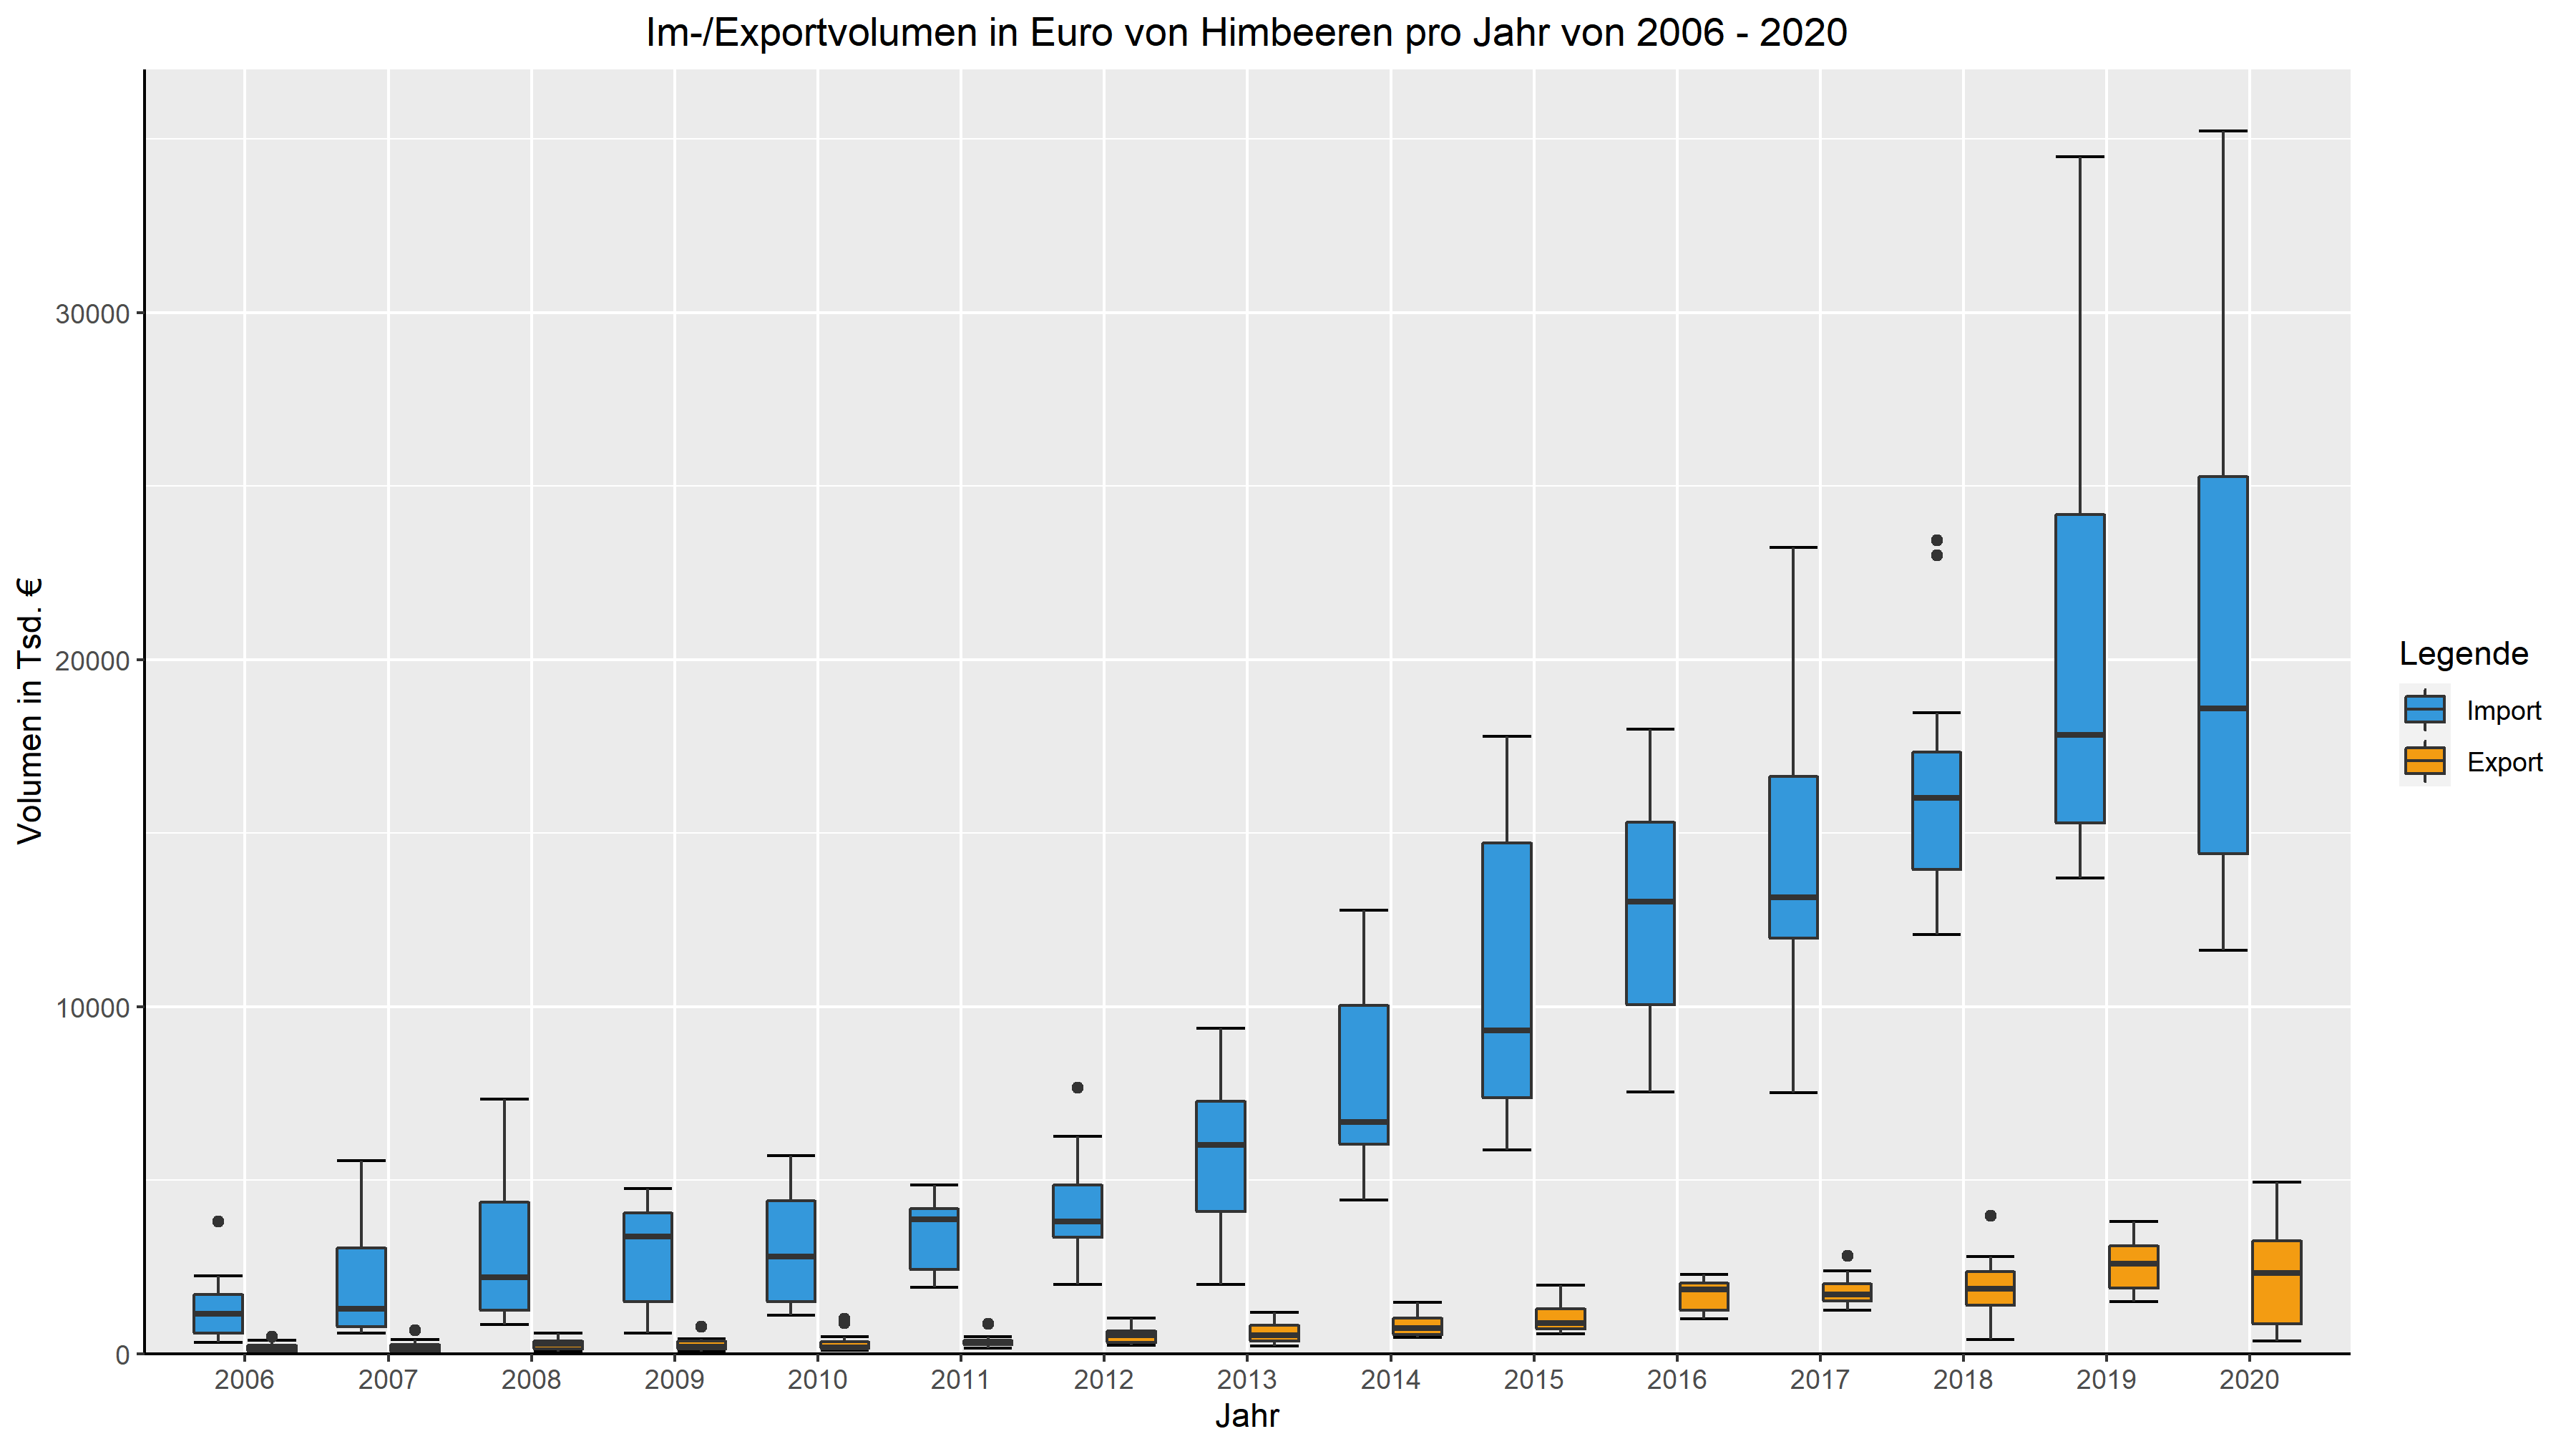 Im-/Exportvolumen in Euro von Himbeeren pro Jahr von 2006 - 2020
Volumen in Tsd. €
30000
20000
10000
0
2006 2007 2008 2009 2010 2011 2012 2013 2014 2015 2016 2017 2018 2019 2020
Jahr
Legende
Import
Export